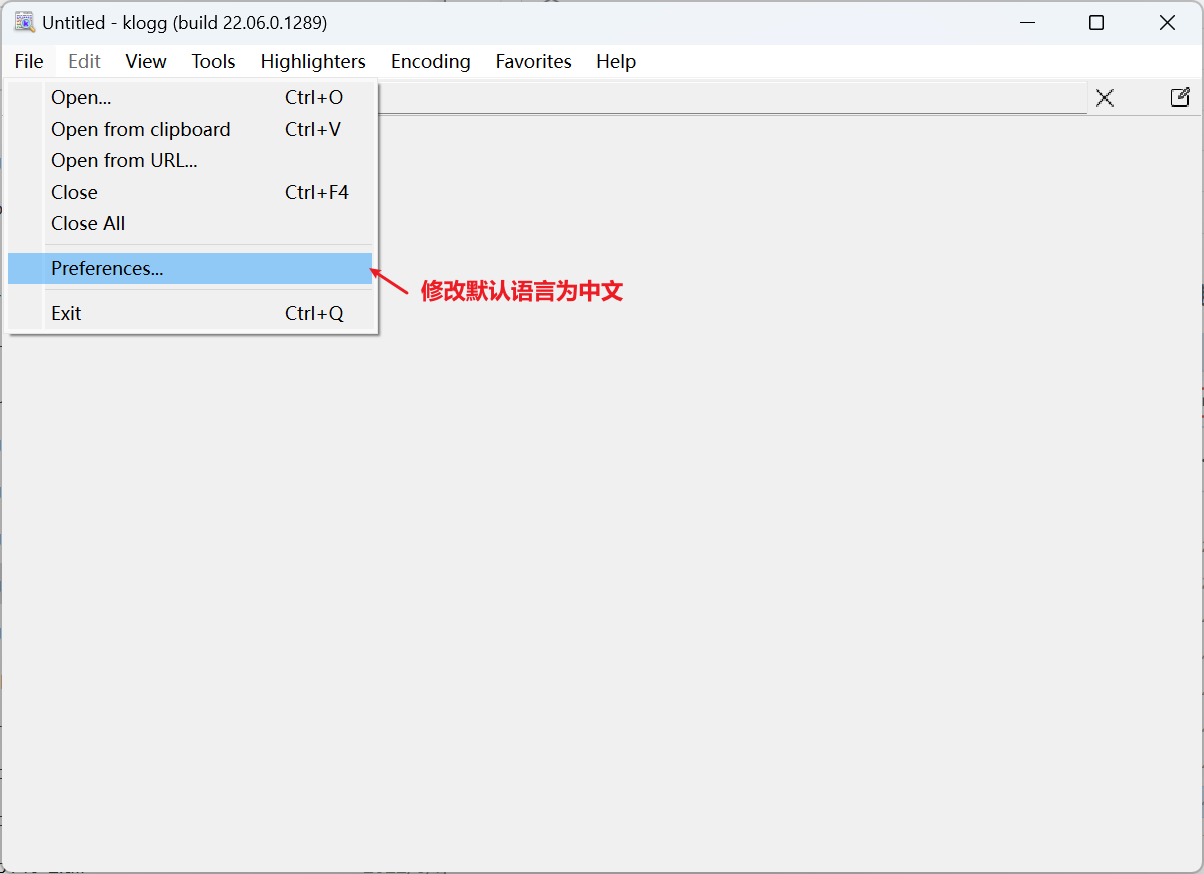 Untitled - klogg (build 22.06.0.1289)
File Edit View Tools Highlighters Encoding Favorites Help
Open... Ctrl+O
Open from clipboard Ctrl+V
Open from URL...
Close Ctrl+F4
Close All
Preferences...
修改默认语言为中文
Exit Ctrl+Q